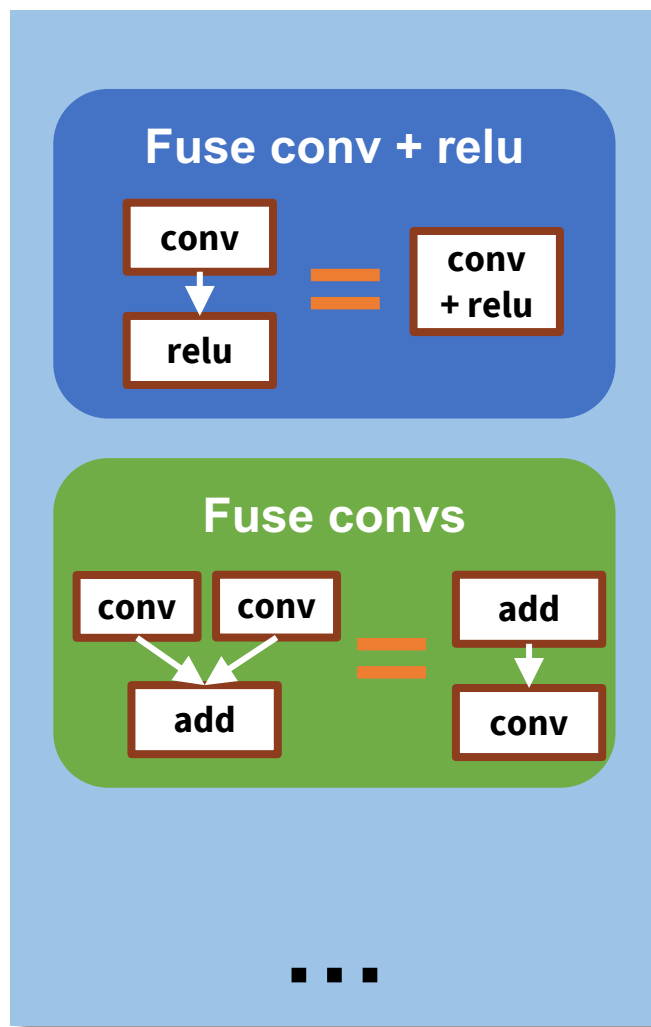 Fuse conv + relu
conv
relu
conv
+ relu
Fuse convs
conv
conv
add
add
conv
...